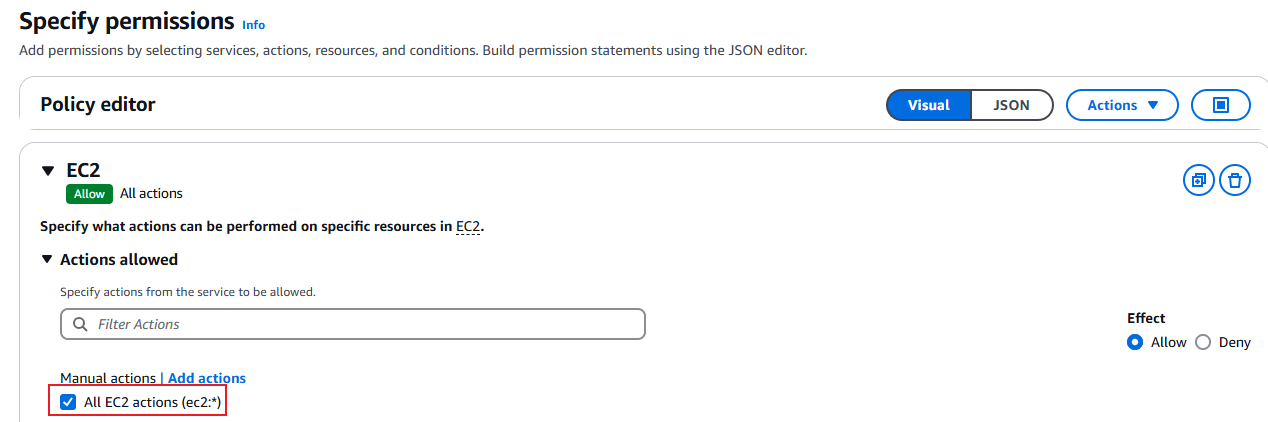 Specify permissions Info
Add permissions by selecting services, actions, resources, and conditions. Build permission statements using the JSON editor.
Policy editor
Visual JSON Actions
EC2
Allow All actions
Specify what actions can be performed on specific resources in EC2.
Actions allowed
Specify actions from the service to be allowed.
Filter Actions
Effect
Allow Deny
Manual actions | Add actions
All EC2 actions (ec2:*)